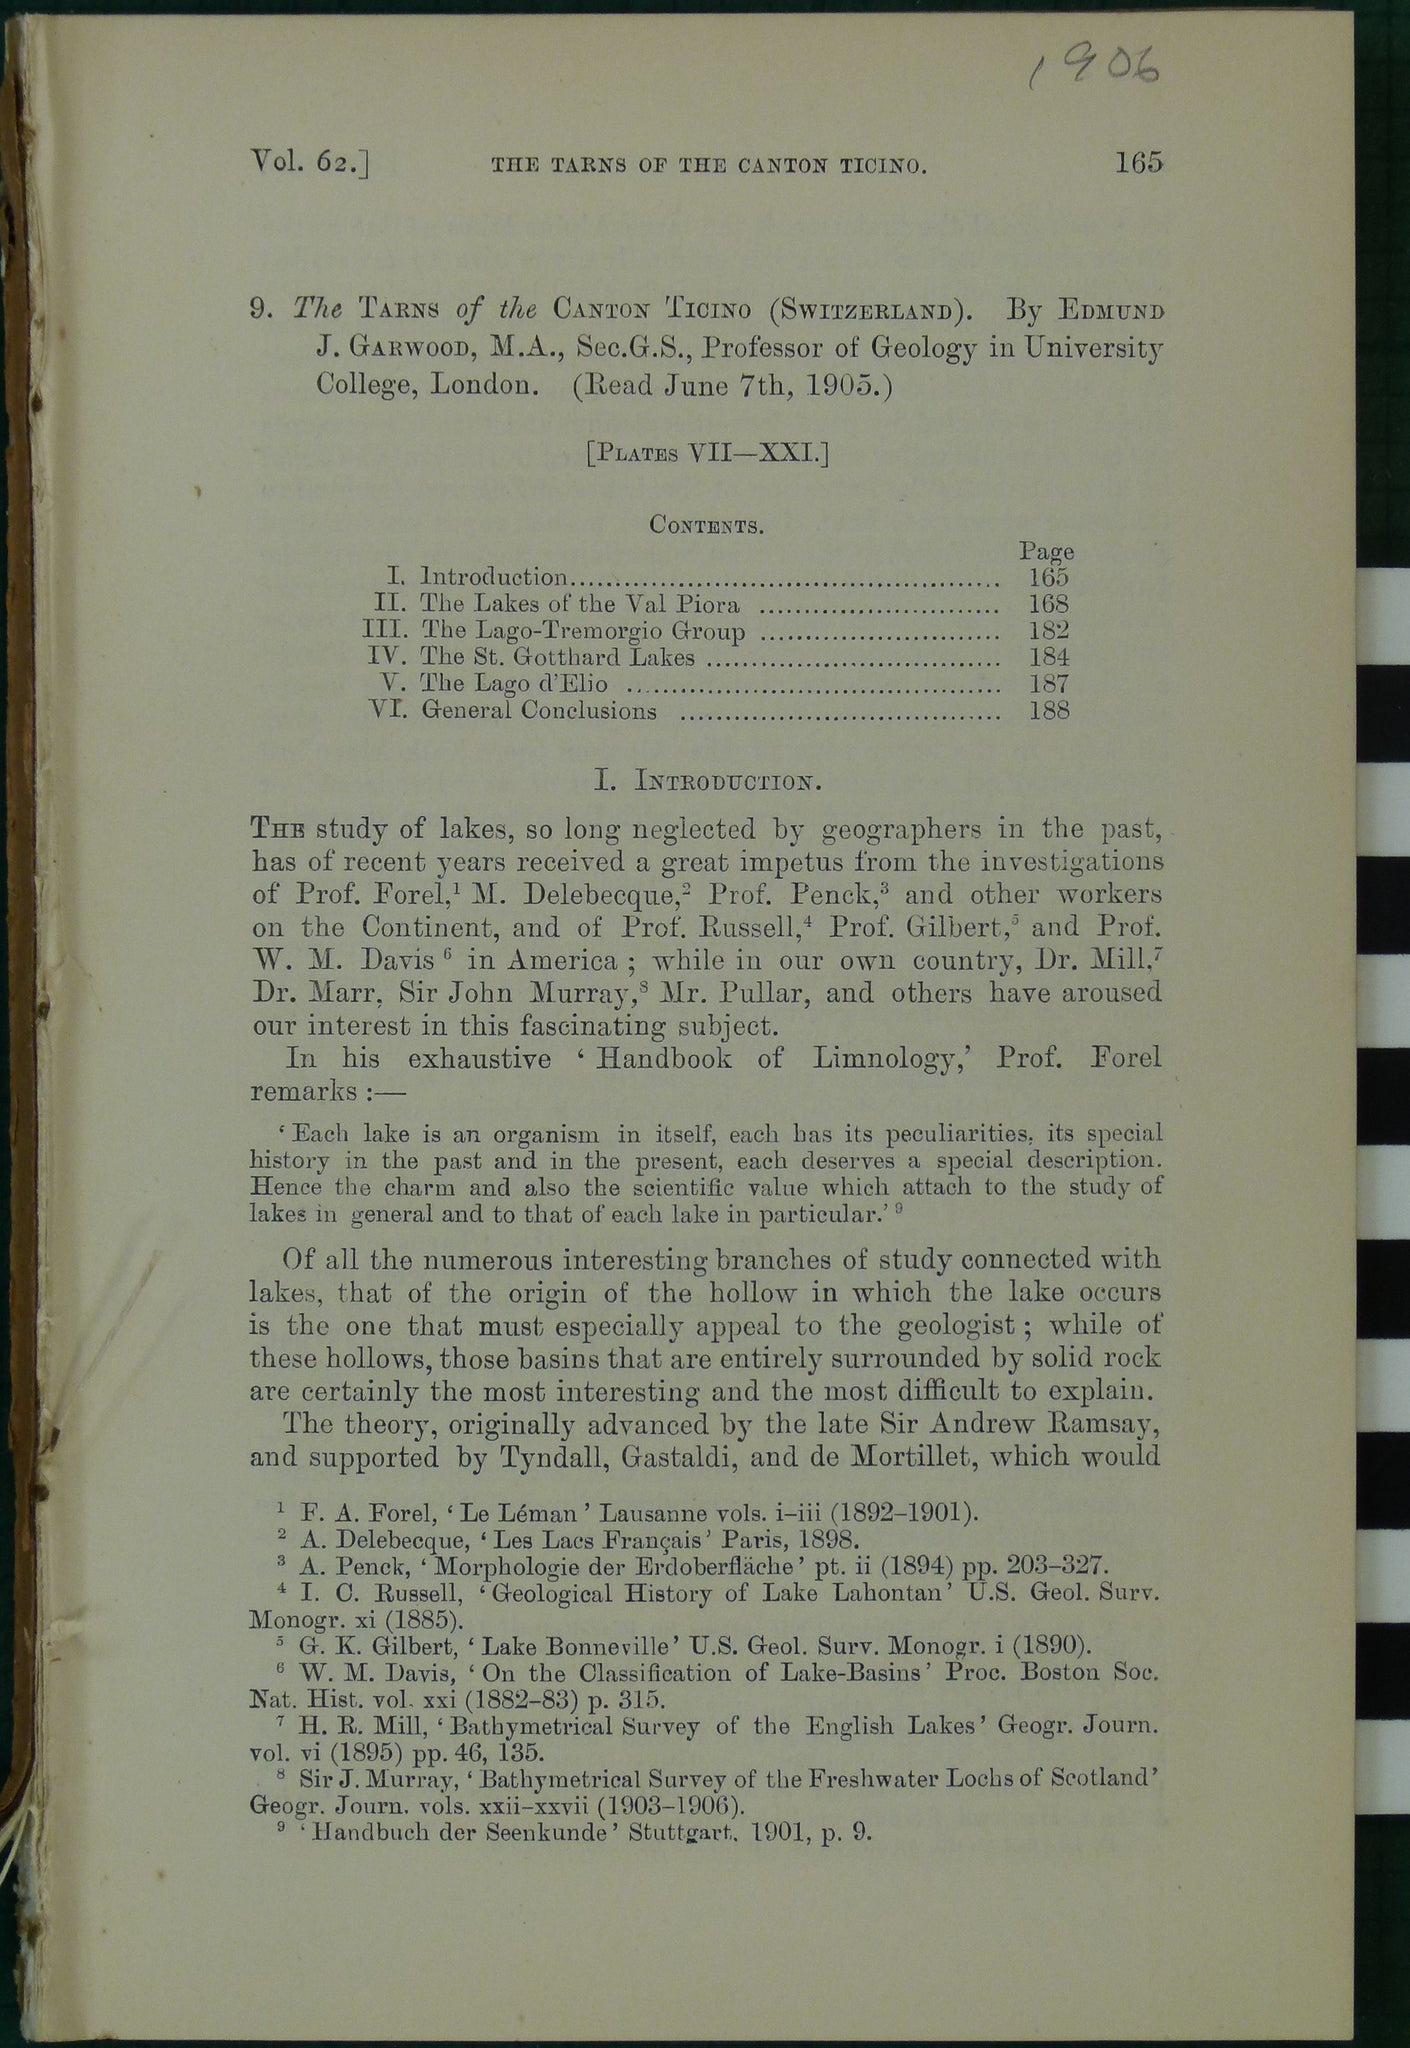 1906
Vol. 62.] THE TARNS OF THE CANTON TICINO. 165
9. The TARNS of the CANTON TICINO (SWITZERLAND). By EDMUND
J. GARWOOD, M.A., Sec.G.S., Professor of Geology in University
College, London. (Read June 7th, 1905.)
[PLATES VII—XXI.]
CONTENTS.
Page
I. Introduction................................................ 165
II. The Lakes of the Val Piora ........................... 168
III. The Lago-Tremorgio Group ........................... 182
IV. The St. Gotthard Lakes ................................. 184
V. The Lago d'Elio .......................................... 187
VI. General Conclusions .................................... 188
I. INTRODUCTION.
THE study of lakes, so long neglected by geographers in the past,
has of recent years received a great impetus from the investigations
of Prof. Forel,¹ M. Delebecque,² Prof. Penck,³ and other workers
on the Continent, and of Prof. Russell,⁴ Prof. Gilbert,⁵ and Prof.
W. M. Davis ⁶ in America ; while in our own country, Dr. Mill,⁷
Dr. Marr, Sir John Murray,⁸ Mr. Pullar, and others have aroused
our interest in this fascinating subject.
In his exhaustive ‘ Handbook of Limnology,’ Prof. Forel
remarks :—
‘ Each lake is an organism in itself, each has its peculiarities, its special
history in the past and in the present, each deserves a special description.
Hence the charm and also the scientific value which attach to the study of
lakes in general and to that of each lake in particular.’ ⁹
Of all the numerous interesting branches of study connected with
lakes, that of the origin of the hollow in which the lake occurs
is the one that must especially appeal to the geologist ; while of
these hollows, those basins that are entirely surrounded by solid rock
are certainly the most interesting and the most difficult to explain.
The theory, originally advanced by the late Sir Andrew Ramsay,
and supported by Tyndall, Gastaldi, and de Mortillet, which would
¹ F. A. Forel, ‘ Le Léman ’ Lausanne vols. i–iii (1892–1901).
² A. Delebecque, ‘ Les Lacs Français ’ Paris, 1898.
³ A. Penck, ‘ Morphologie der Erdoberfläche ’ pt. ii (1894) pp. 203–327.
⁴ I. C. Russell, ‘ Geological History of Lake Lahontan ’ U.S. Geol. Surv.
Monogr. xi (1885).
⁵ G. K. Gilbert, ‘ Lake Bonneville ’ U.S. Geol. Surv. Monogr. i (1890).
⁶ W. M. Davis, ‘ On the Classification of Lake-Basins ’ Proc. Boston Soc.
Nat. Hist. vol. xxi (1882–83) p. 315.
⁷ H. R. Mill, ‘ Bathymetrical Survey of the English Lakes ’ Geogr. Journ.
vol. vi (1895) pp. 46, 135.
⁸ Sir J. Murray, ‘ Bathymetrical Survey of the Freshwater Lochs of Scotland ’
Geogr. Journ. vols. xxii–xxvii (1903–1906).
⁹ ‘ Handbuch der Seenkunde ’ Stuttgart, 1901, p. 9.